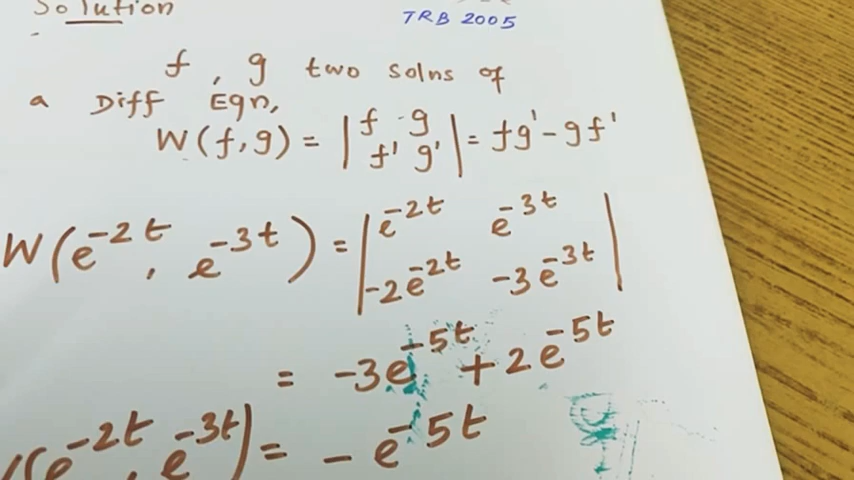 Solution
TRB 2005
f , g two solns of
a Diff Eqn,
W(f,g) = |f g; f' g'| = fg' - gf'
W(e^-2t, e^-3t) = |e^-2t e^-3t; -2e^-2t -3e^-3t|
= -3e^-5t + 2e^-5t
(e^-2t, e^-3t) = -e^-5t